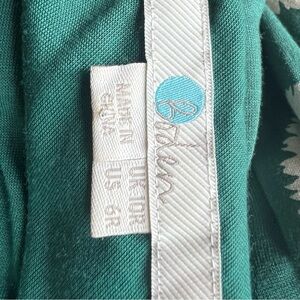 Boden
MADE IN
CHINA
UK 10R
US 6R